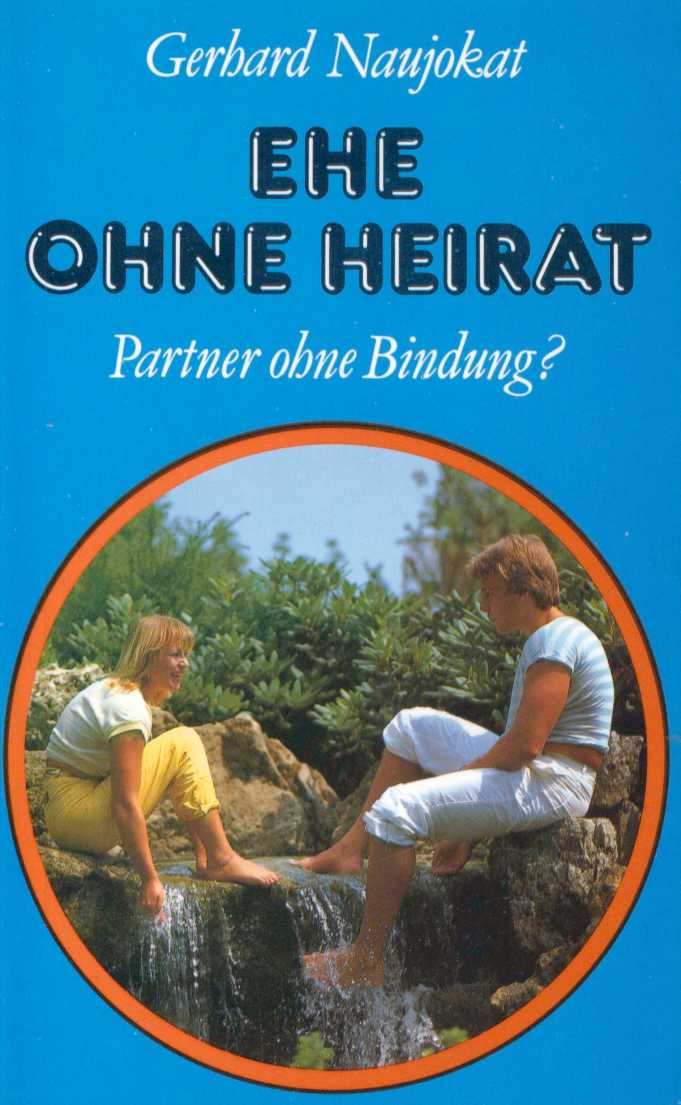 Gerhard Naujokat
EHE
OHNE HEIRAT
Partner ohne Bindung?